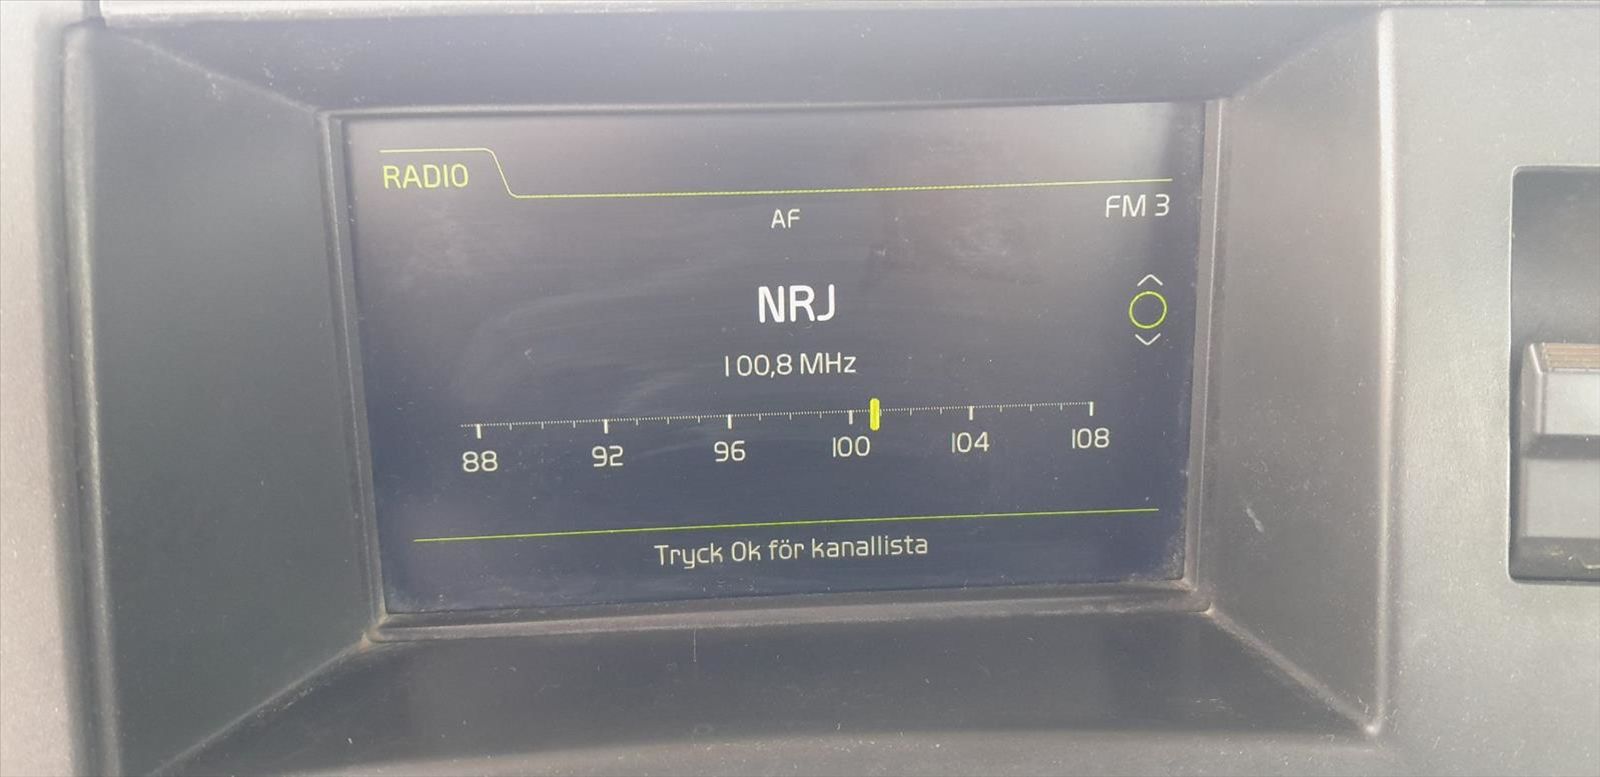 RADIO
AF
FM 3
NRJ
100,8 MHz
88 92 96 100 104 108
Tryck Ok för kanallista